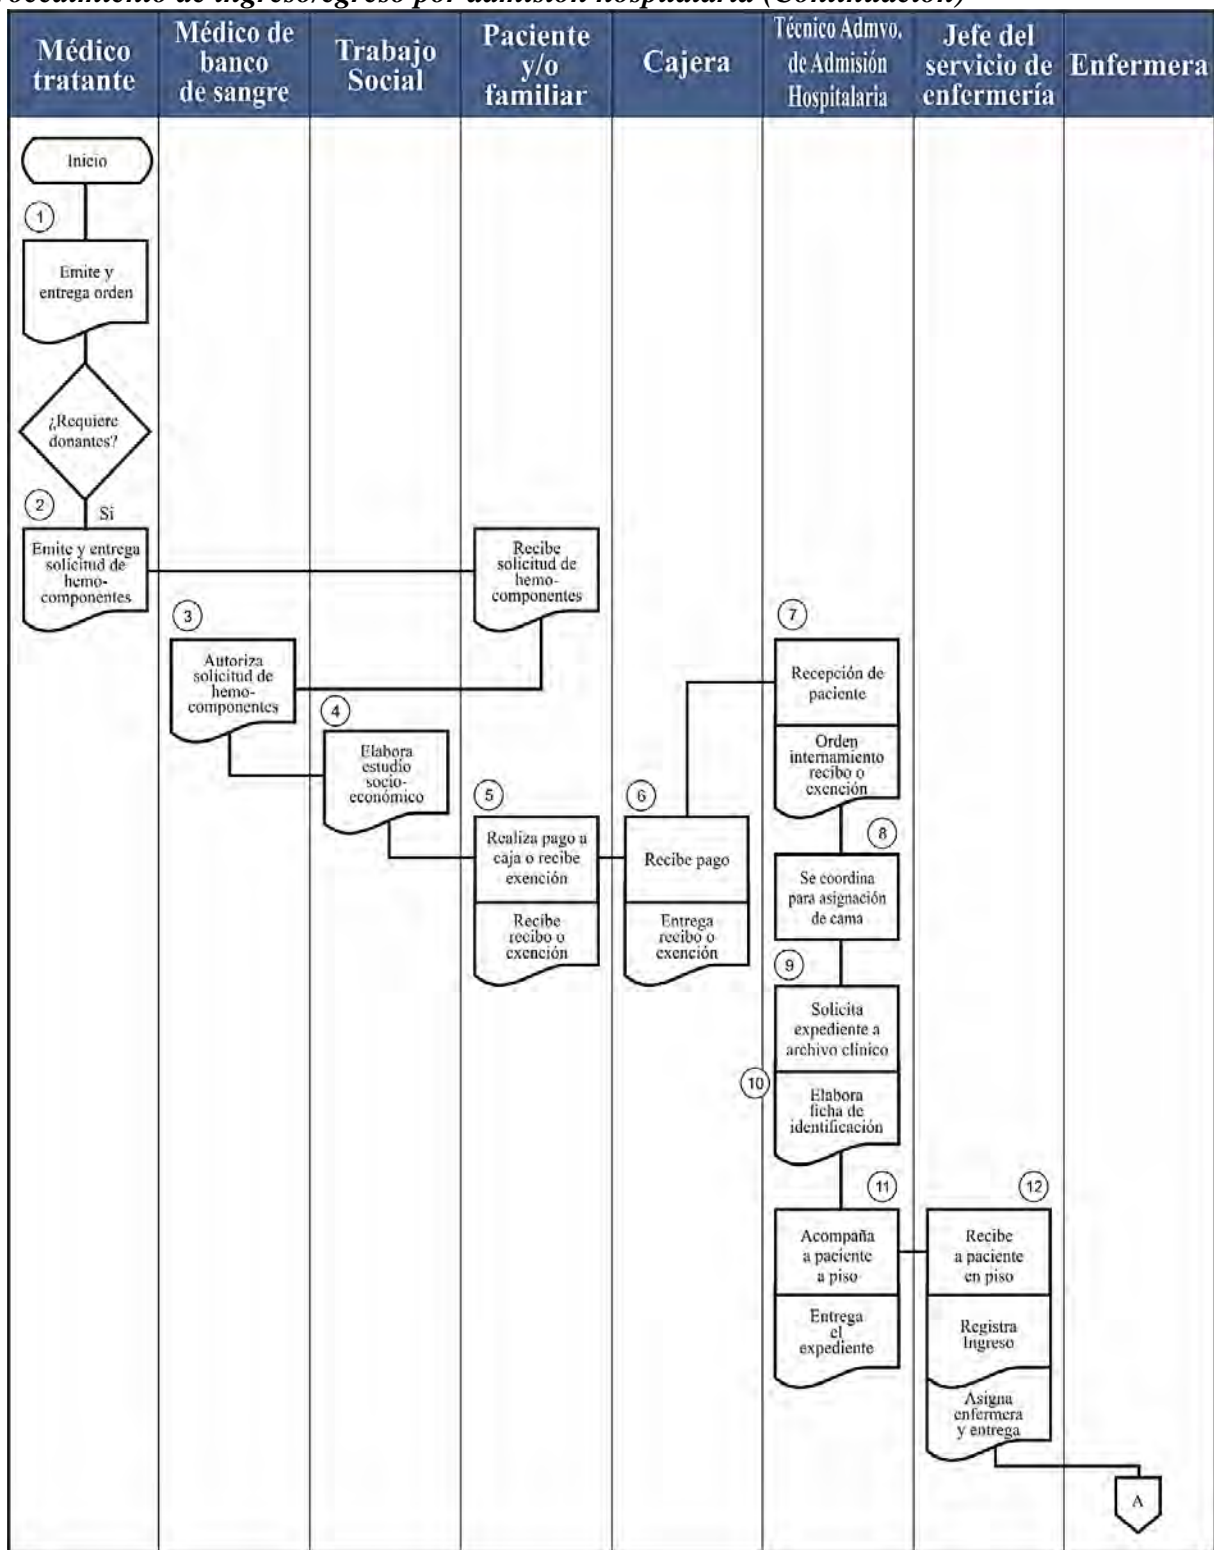 rocedimiento de ingreso/egreso por admisión hospitalaria (Continuación)
Médico
tratante
Médico de
banco
de sangre
Trabajo
Social
Paciente
y/o
familiar
Cajera
Técnico Admvo.
de Admisión
Hospitalaria
Jefe del
servicio de
enfermería
Enfermera
Inicio
1
Emite y
entrega orden
¿Requiere
donantes?
2
Si
Emite y entrega
solicitud de
hemo-
componentes
Recibe
solicitud de
hemo-
componentes
3
Autoriza
solicitud de
hemo-
componentes
4
Elabora
estudio
socio-
económico
5
Realiza pago a
caja o recibe
exención
Recibe
recibo o
exención
6
Recibe pago
Entrega
recibo o
exención
7
Recepción de
paciente
Orden
internamiento
recibo o
exención
8
Se coordina
para asignación
de cama
9
Solicita
expediente a
archivo clínico
10
Elabora
ficha de
identificación
11
Acompaña
a paciente
a piso
Entrega
el
expediente
12
Recibe
a paciente
en piso
Registra
Ingreso
Asigna
enfermera
y entrega
A